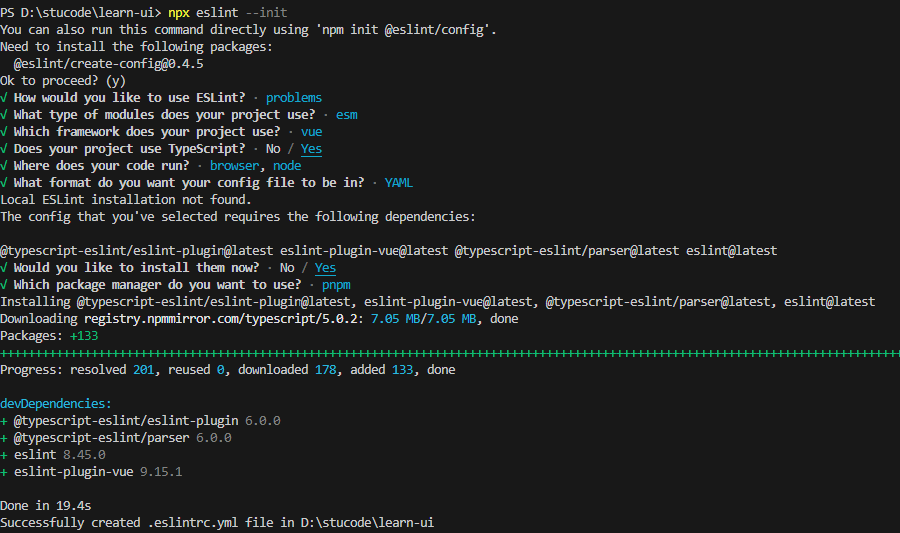 PS D:\stucode\learn-ui> npx eslint --init
You can also run this command directly using 'npm init @eslint/config'.
Need to install the following packages:
  @eslint/create-config@0.4.5
Ok to proceed? (y)
√ How would you like to use ESLint? · problems
√ What type of modules does your project use? · esm
√ Which framework does your project use? · vue
√ Does your project use TypeScript? · No / Yes
√ Where does your code run? · browser, node
√ What format do you want your config file to be in? · YAML
Local ESLint installation not found.
The config that you've selected requires the following dependencies:

@typescript-eslint/eslint-plugin@latest eslint-plugin-vue@latest @typescript-eslint/parser@latest eslint@latest
√ Would you like to install them now? · No / Yes
√ Which package manager do you want to use? · pnpm
Installing @typescript-eslint/eslint-plugin@latest, eslint-plugin-vue@latest, @typescript-eslint/parser@latest, eslint@latest
Downloading registry.npmmirror.com/typescript/5.0.2: 7.05 MB/7.05 MB, done
Packages: +133
+++++++++++++++++++++++++++++++++++++++++++++++++++++++++++++++++++++++++++++++++++++++++++++++++++++++++++++++++++++++++++++++++
Progress: resolved 201, reused 0, downloaded 178, added 133, done

devDependencies:
+ @typescript-eslint/eslint-plugin 6.0.0
+ @typescript-eslint/parser 6.0.0
+ eslint 8.45.0
+ eslint-plugin-vue 9.15.1

Done in 19.4s
Successfully created .eslintrc.yml file in D:\stucode\learn-ui